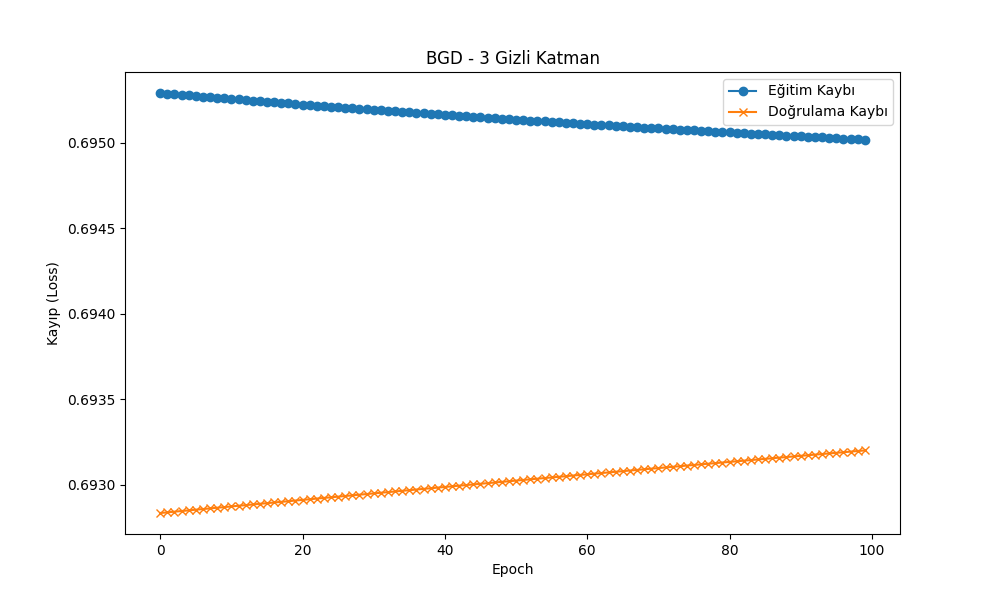 BGD - 3 Gizli Katman
Eğitim Kaybı
Doğrulama Kaybı
Kayıp (Loss)
0.6950
0.6945
0.6940
0.6935
0.6930
0 20 40 60 80 100
Epoch